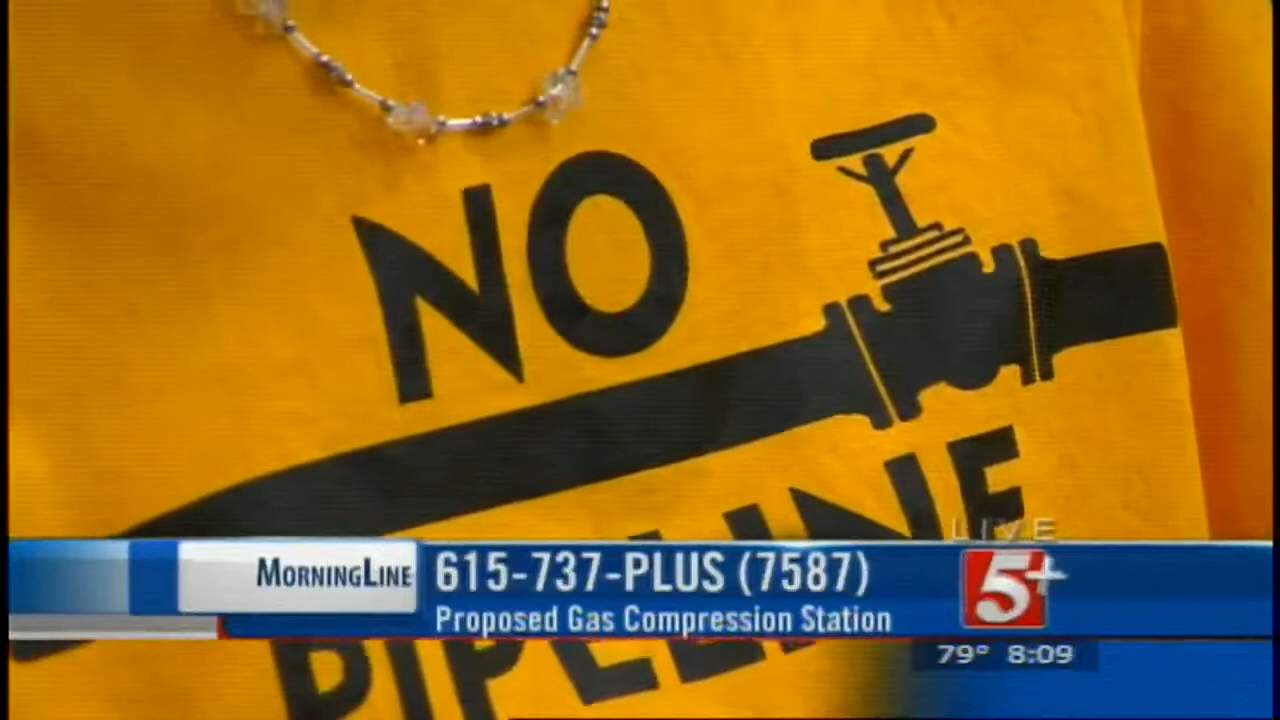 NO
PIPELINE
LIVE
MORNINGLINE
615-737-PLUS (7587)
5+
Proposed Gas Compression Station
79° 8:09